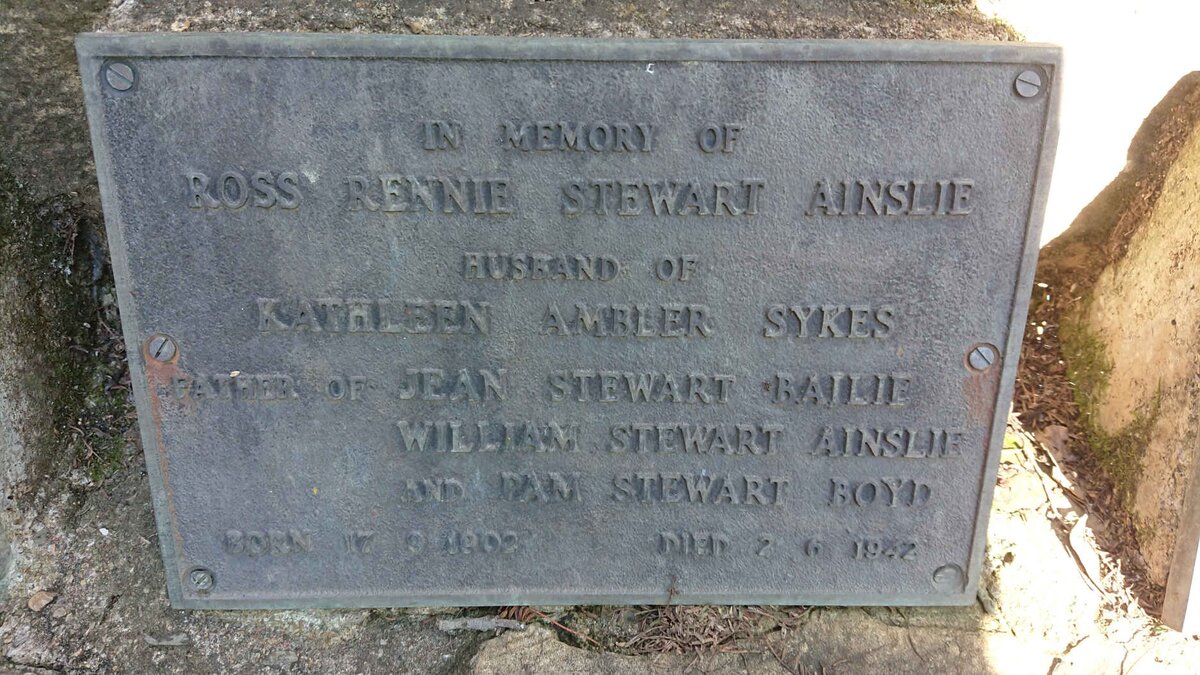 IN MEMORY OF
ROSS RENNIE STEWART AINSLIE
HUSBAND OF
KATHLEEN AMBLER SYKES
FATHER OF JEAN STEWART BAILIE
WILLIAM STEWART AINSLIE
AND PAM STEWART BOYD
BORN 17 9 1902 DIED 2 6 1942